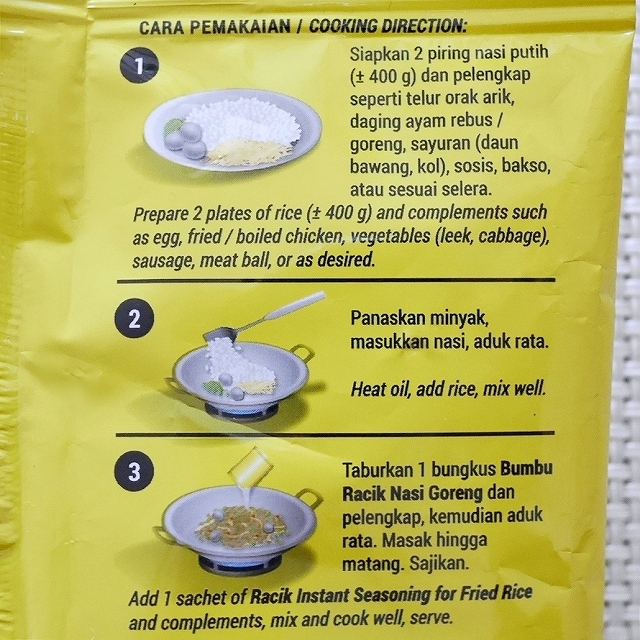 CARA PEMAKAIAN / COOKING DIRECTION:
1
Siapkan 2 piring nasi putih
(± 400 g) dan pelengkap
seperti telur orak arik,
daging ayam rebus /
goreng, sayuran (daun
bawang, kol), sosis, bakso,
atau sesuai selera.
Prepare 2 plates of rice (± 400 g) and complements such
as egg, fried / boiled chicken, vegetables (leek, cabbage),
sausage, meat ball, or as desired.
2
Panaskan minyak,
masukkan nasi, aduk rata.
Heat oil, add rice, mix well.
3
Taburkan 1 bungkus Bumbu
Racik Nasi Goreng dan
pelengkap, kemudian aduk
rata. Masak hingga
matang. Sajikan.
Add 1 sachet of Racik Instant Seasoning for Fried Rice
and complements, mix and cook well, serve.